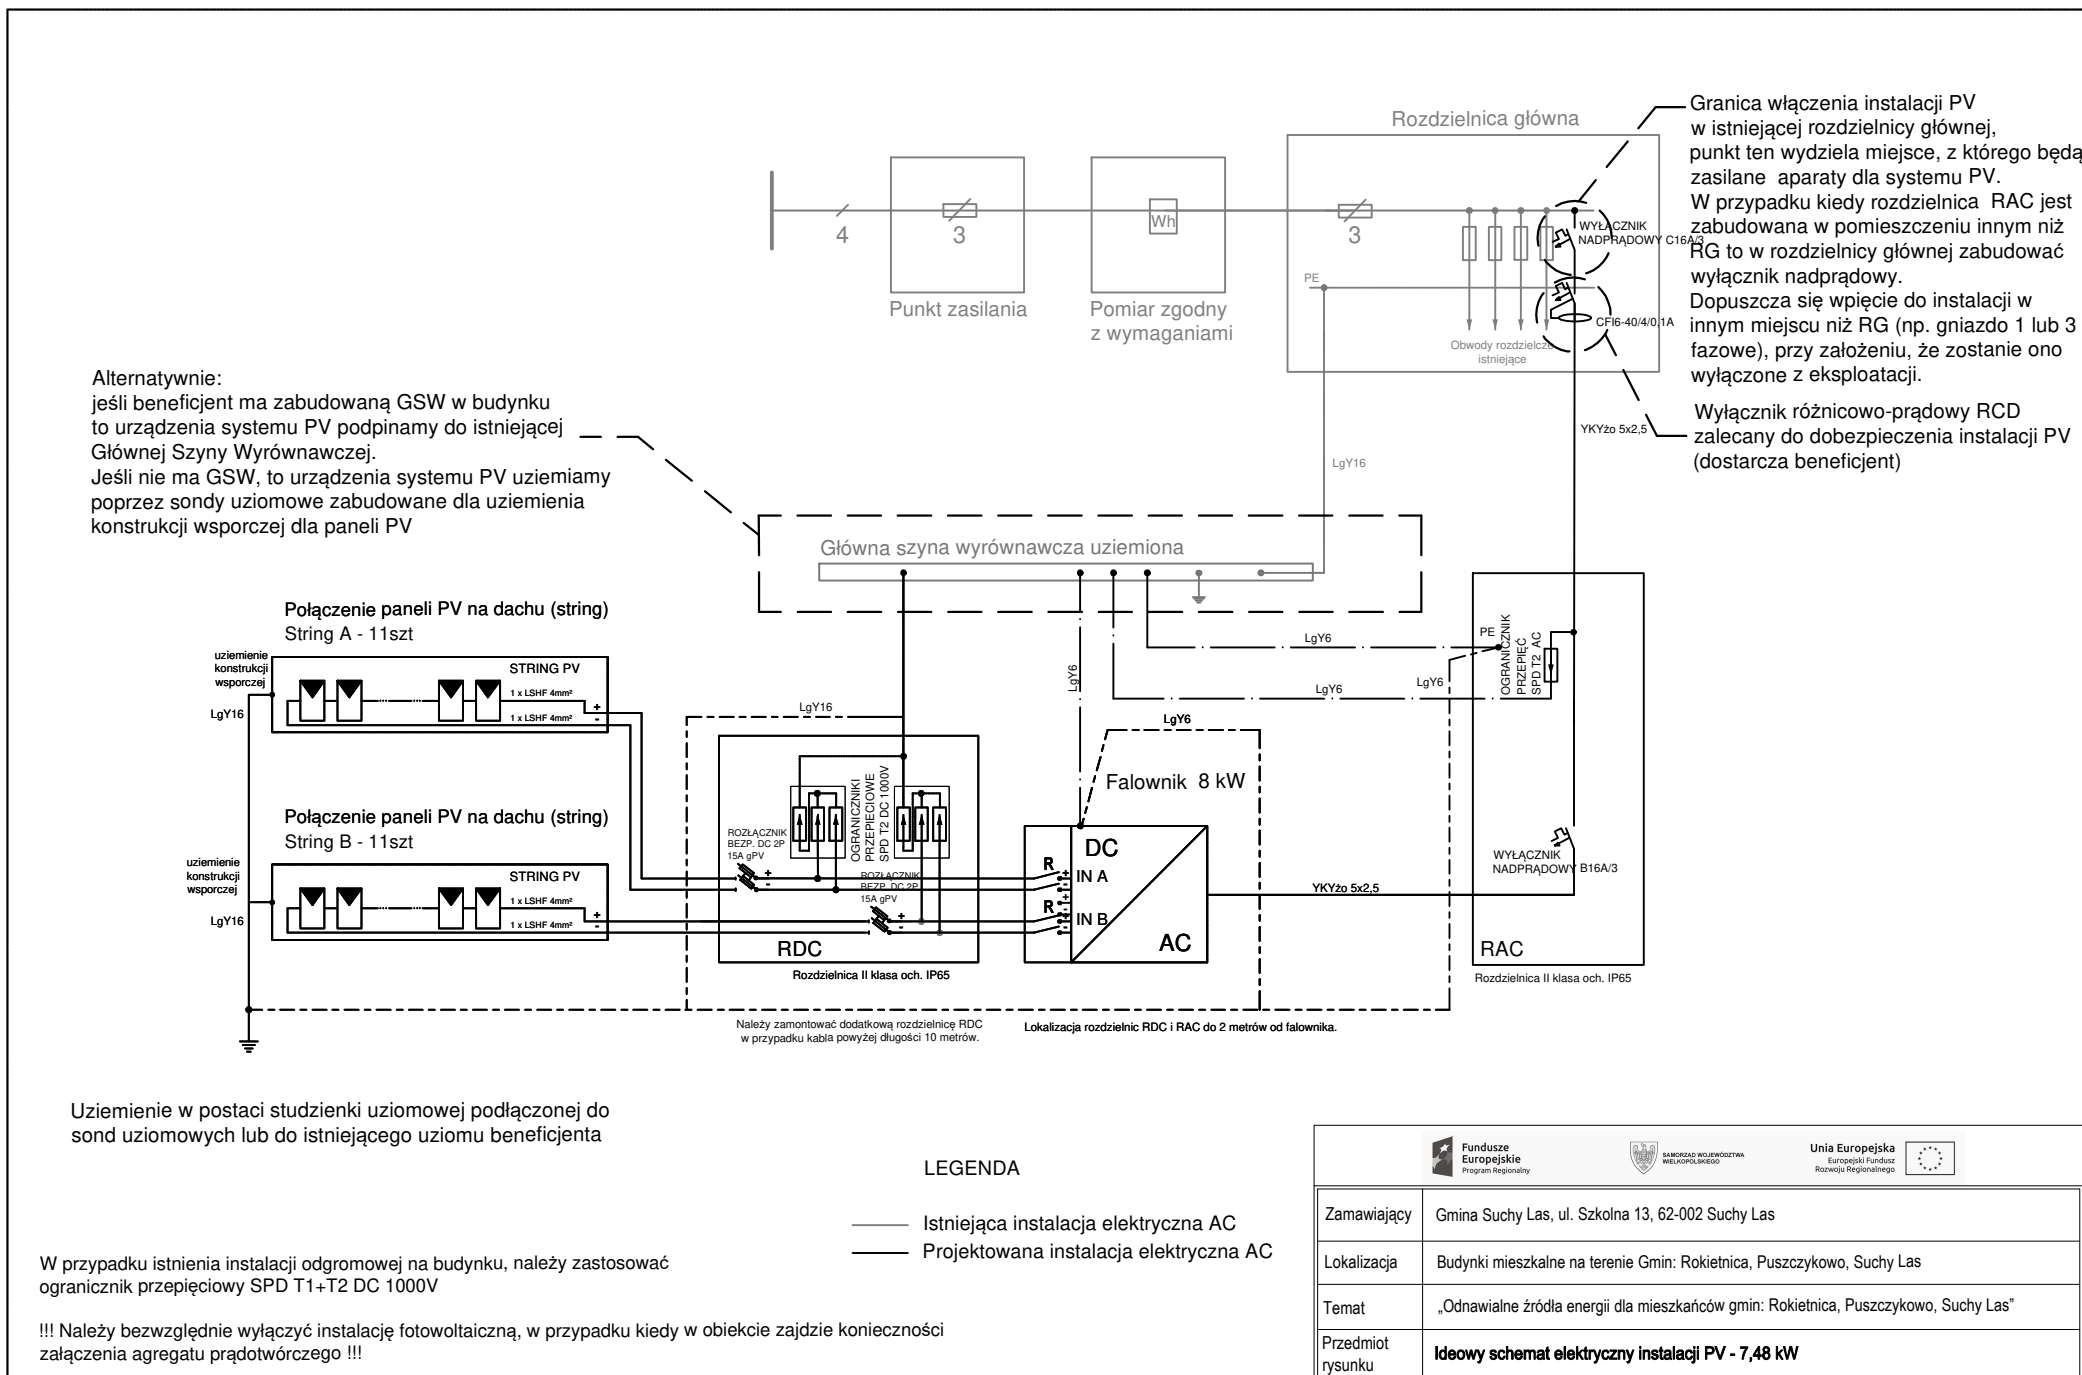 Rozdzielnica główna
Granica włączenia instalacji PV
w istniejącej rozdzielnicy głównej,
punkt ten wydziela miejsce, z którego będą
zasilane aparaty dla systemu PV.
W przypadku kiedy rozdzielnica RAC jest
zabudowana w pomieszczeniu innym niż
RG to w rozdzielnicy głównej zabudować
wyłącznik nadprądowy.
Dopuszcza się wpięcie do instalacji w
innym miejscu niż RG (np. gniazdo 1 lub 3
fazowe), przy założeniu, że zostanie ono
wyłączone z eksploatacji.
Wyłącznik różnicowo-prądowy RCD
zalecany do dobezpieczenia instalacji PV
(dostarcza beneficjent)
4
3
Wh
3
WYŁĄCZNIK
NADPRĄDOWY C16A/3
PE
CFI6-40/4/0,1A
Obwody rozdzielcze
istniejące
Punkt zasilania
Pomiar zgodny
z wymaganiami
YKYżo 5x2,5
LgY16
Alternatywnie:
jeśli beneficjent ma zabudowaną GSW w budynku
to urządzenia systemu PV podpinamy do istniejącej
Głównej Szyny Wyrównawczej.
Jeśli nie ma GSW, to urządzenia systemu PV uziemiamy
poprzez sondy uziomowe zabudowane dla uziemienia
konstrukcji wsporczej dla paneli PV
Główna szyna wyrównawcza uziemiona
Połączenie paneli PV na dachu (string)
String A - 11szt
uziemienie
konstrukcji
wsporczej
LgY16
STRING PV
1 x LSHF 4mm²
1 x LSHF 4mm²
+
-
Połączenie paneli PV na dachu (string)
String B - 11szt
uziemienie
konstrukcji
wsporczej
LgY16
STRING PV
1 x LSHF 4mm²
1 x LSHF 4mm²
+
-
LgY16
LgY6
LgY6
LgY6
LgY6
LgY6
PE
OGRANICZNIK
PRZEPIĘĆ
SPD T2 AC
ROZŁĄCZNIK
BEZP. DC 2P
15A gPV
+
-
OGRANICZNIKI
PRZEPIĘCIOWE
SPD T2 DC 1000V
ROZŁĄCZNIK
BEZP. DC 2P
15A gPV
+
-
RDC
Rozdzielnica II klasa och. IP65
Falownik 8 kW
DC
R
+
-
IN A
+
-
R
+
-
IN B
AC
YKYżo 5x2,5
WYŁĄCZNIK
NADPRĄDOWY B16A/3
RAC
Rozdzielnica II klasa och. IP65
Należy zamontować dodatkową rozdzielnicę RDC
w przypadku kabla powyżej długości 10 metrów.
Lokalizacja rozdzielnic RDC i RAC do 2 metrów od falownika.
Uziemienie w postaci studzienki uziomowej podłączonej do
sond uziomowych lub do istniejącego uziomu beneficjenta
LEGENDA
Istniejąca instalacja elektryczna AC
Projektowana instalacja elektryczna AC
W przypadku istnienia instalacji odgromowej na budynku, należy zastosować
ogranicznik przepięciowy SPD T1+T2 DC 1000V
!!! Należy bezwzględnie wyłączyć instalację fotowoltaiczną, w przypadku kiedy w obiekcie zajdzie konieczności
załączenia agregatu prądotwórczego !!!
Fundusze
Europejskie
Program Regionalny
SAMORZĄD WOJEWÓDZTWA
WIELKOPOLSKIEGO
Unia Europejska
Europejski Fundusz
Rozwoju Regionalnego
Zamawiający
Gmina Suchy Las, ul. Szkolna 13, 62-002 Suchy Las
Lokalizacja
Budynki mieszkalne na terenie Gmin: Rokietnica, Puszczykowo, Suchy Las
Temat
„Odnawialne źródła energii dla mieszkańców gmin: Rokietnica, Puszczykowo, Suchy Las”
Przedmiot
rysunku
Ideowy schemat elektryczny instalacji PV - 7,48 kW